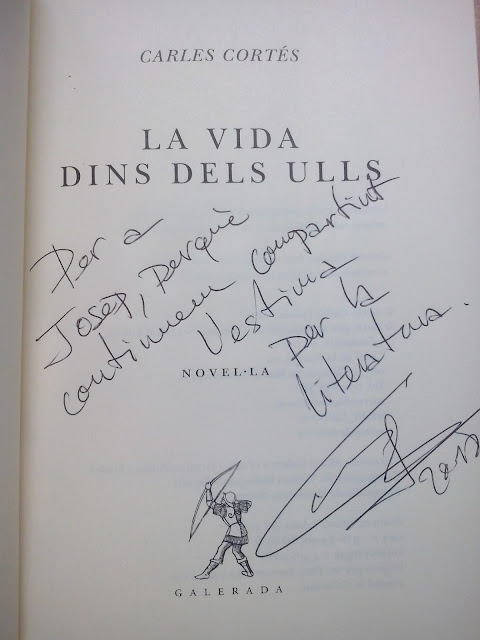 CARLES CORTÉS
LA VIDA
DINS DELS ULLS
Per a
Josep, perquè
continuem compartint
l'estima
per la
literatura.
NOVEL·LA
GALERADA